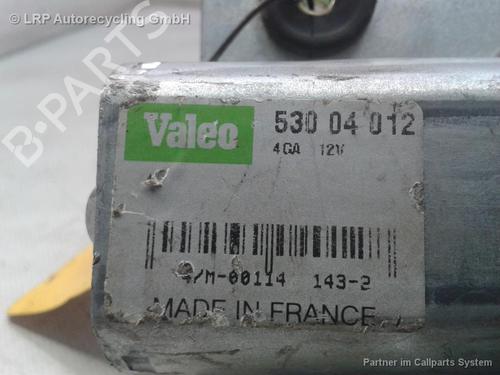 © LRP Autorecycling GmbH
B-PARTS
Valeo
530 04 012
4GA 12V
4/M-00114 143-2
MADE IN FRANCE
Partner im Callparts System